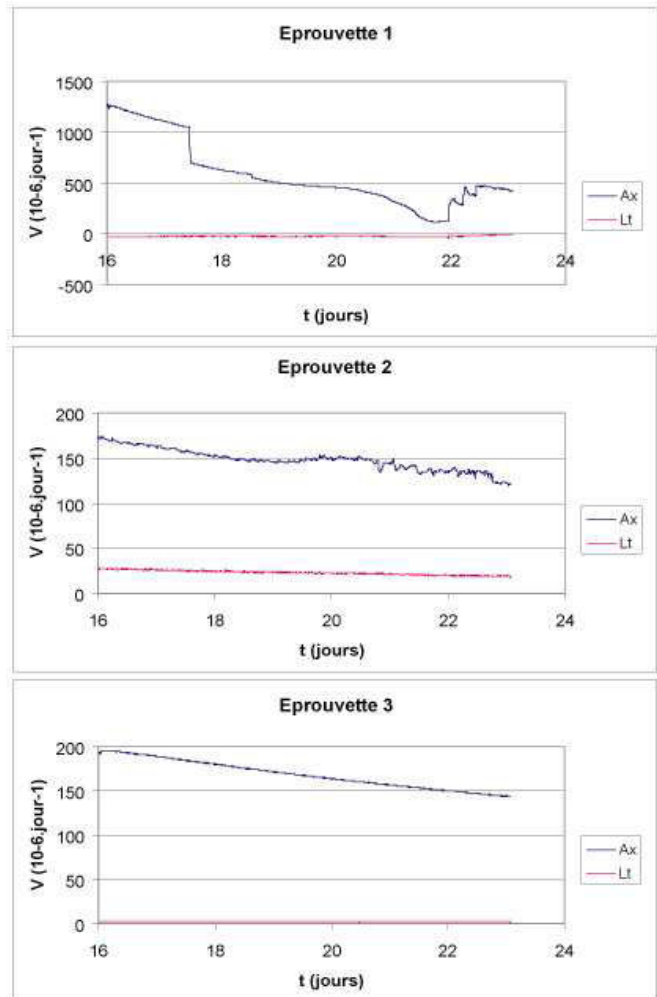 Eprouvette 1
1500
1000
500
0
-500
V (10-6.jour-1)
16 18 20 22 24
t (jours)
Ax
Lt
Eprouvette 2
200
150
100
50
0
V (10-6.jour-1)
16 18 20 22 24
t (jours)
Ax
Lt
Eprouvette 3
200
150
100
50
0
V (10-6.jour-1)
16 18 20 22 24
t (jours)
Ax
Lt